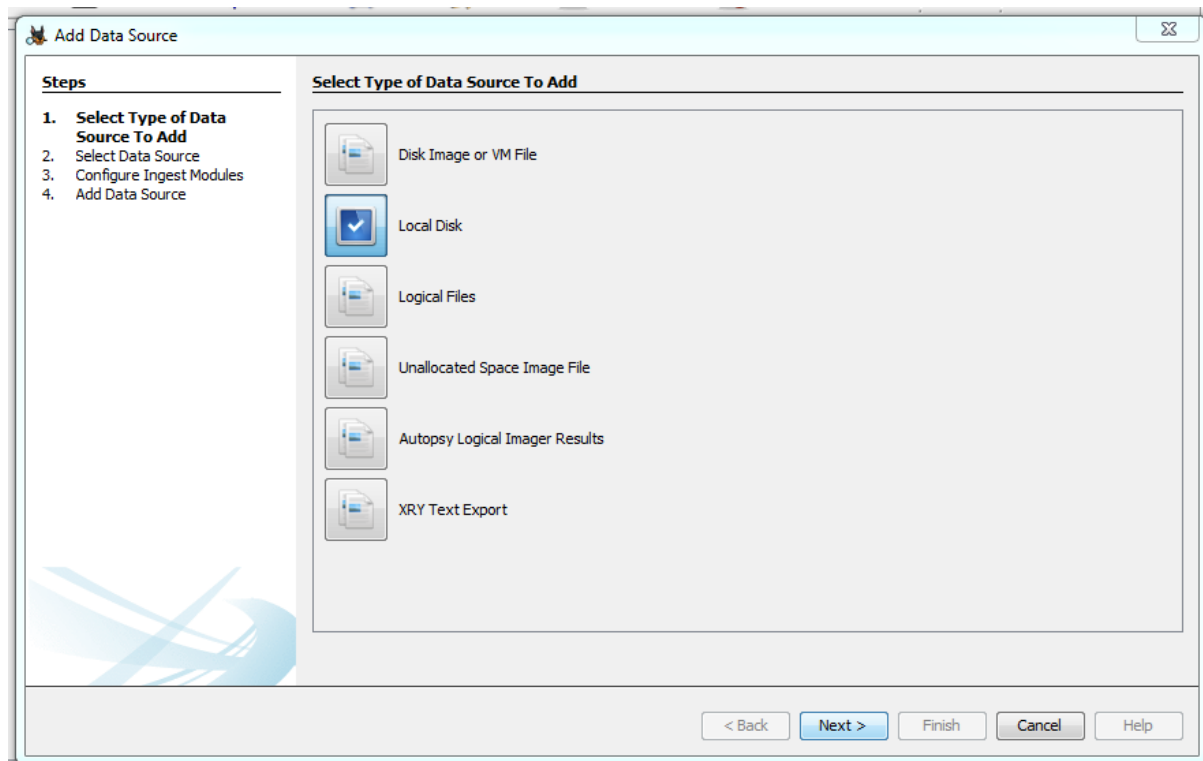 Add Data Source
Steps
1. Select Type of Data
Source To Add
2. Select Data Source
3. Configure Ingest Modules
4. Add Data Source
Select Type of Data Source To Add
Disk Image or VM File
Local Disk
Logical Files
Unallocated Space Image File
Autopsy Logical Imager Results
XRY Text Export
< Back
Next >
Finish
Cancel
Help